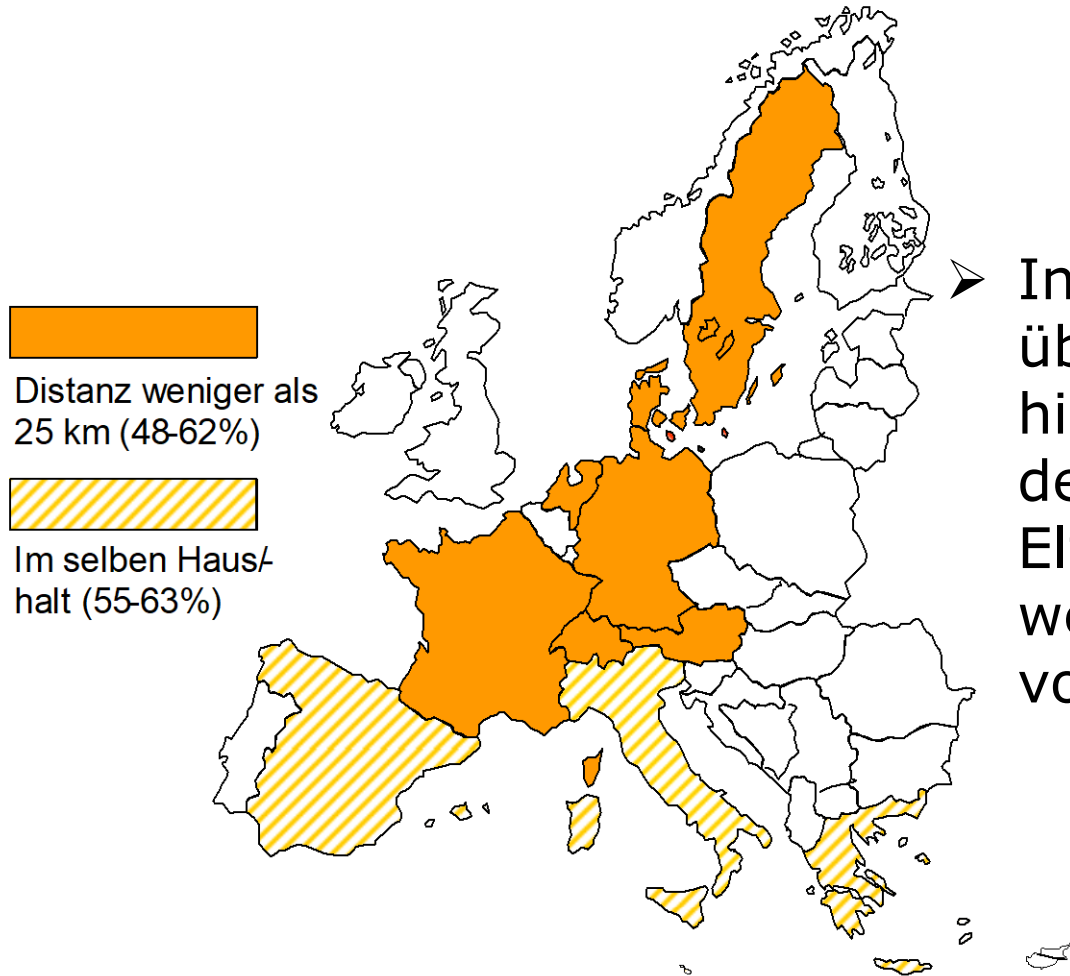 Distanz weniger als
25 km (48-62%)
Im selben Haus/-
halt (55-63%)
➢ In
üb
hi
de
El
we
vo